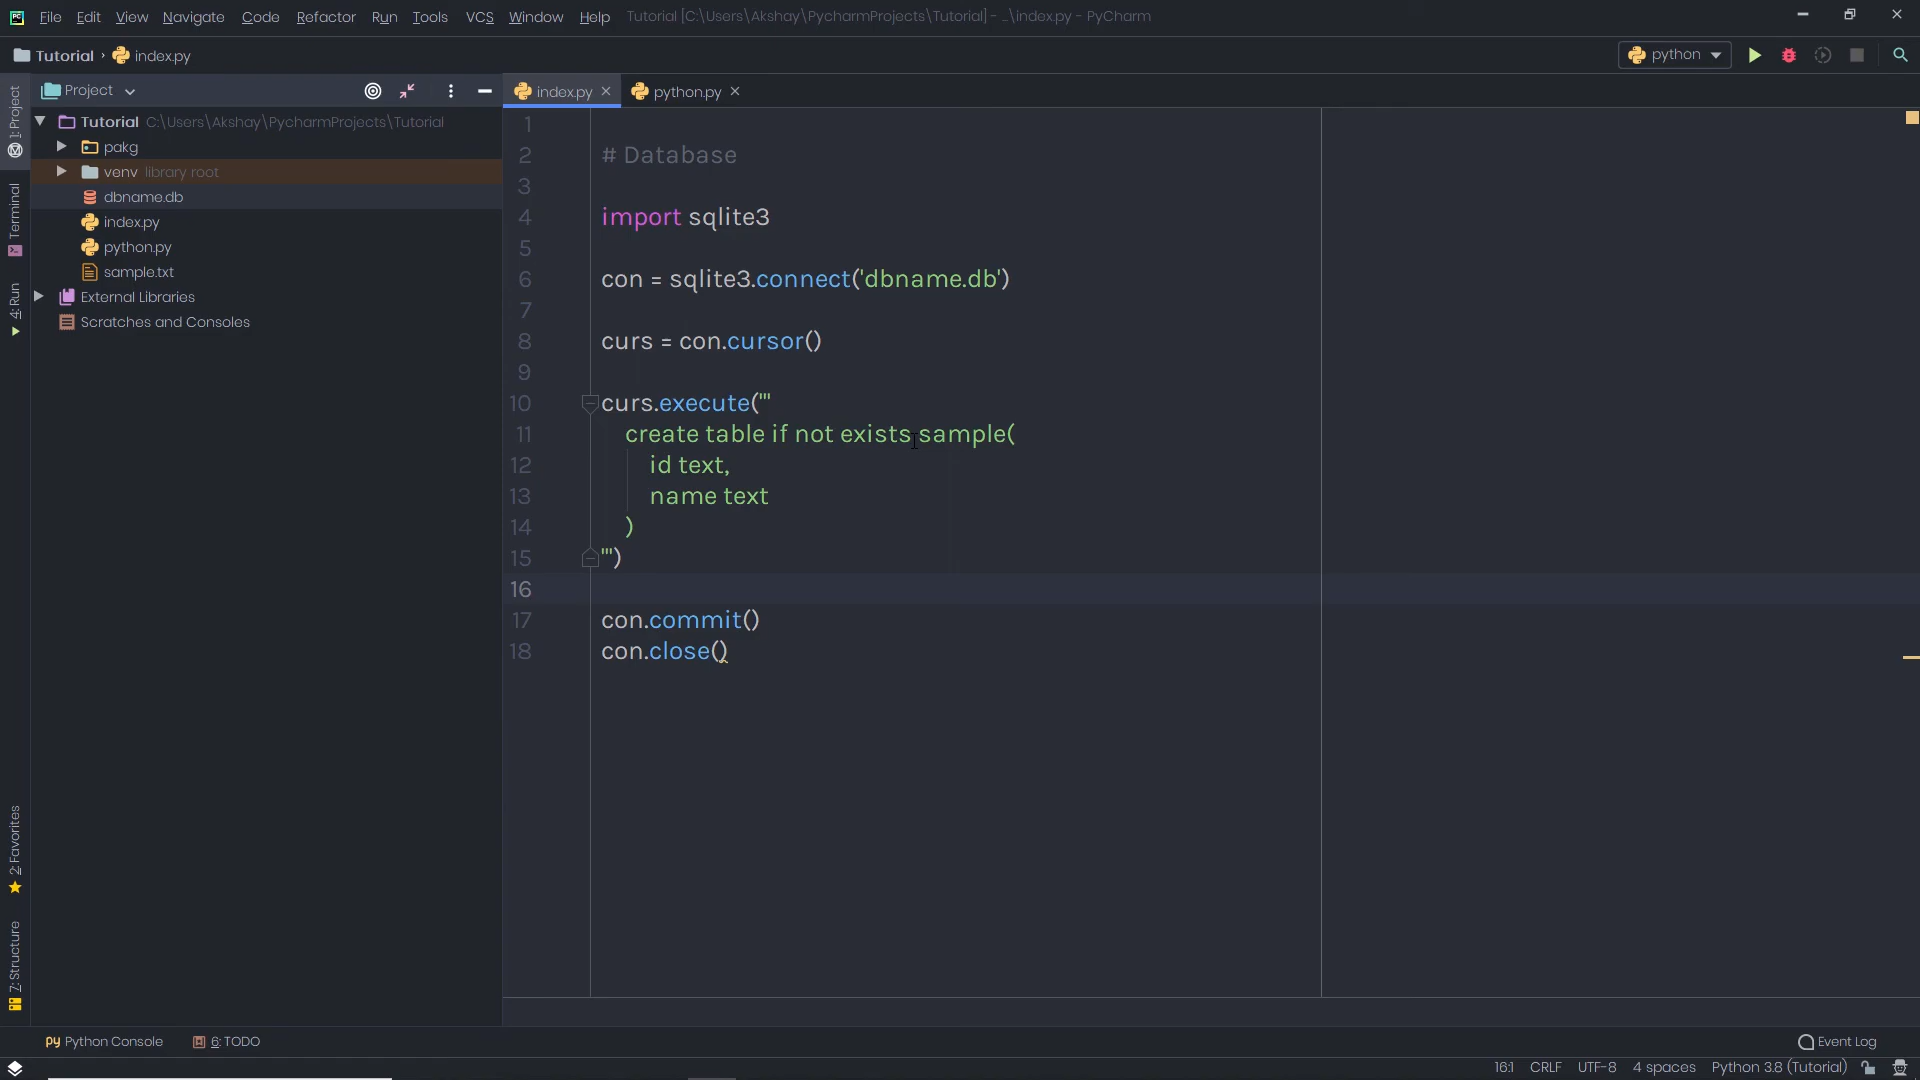 File Edit View Navigate Code Refactor Run Tools VCS Window Help Tutorial [C:\Users\Akshay\PycharmProjects\Tutorial] - ...\index.py - PyCharm
Tutorial › index.py python
1: Project
Terminal
4: Run
2: Favorites
7: Structure
Project
Tutorial C:\Users\Akshay\PycharmProjects\Tutorial
pakg
venv library root
dbname.db
index.py
python.py
sample.txt
External Libraries
Scratches and Consoles
index.py python.py
1
2 # Database
3
4 import sqlite3
5
6 con = sqlite3.connect('dbname.db')
7
8 curs = con.cursor()
9
10 curs.execute('''
11 create table if not exists sample(
12 id text,
13 name text
14 )
15 ''')
16
17 con.commit()
18 con.close()
Python Console 6: TODO Event Log
16:1 CRLF UTF-8 4 spaces Python 3.8 (Tutorial)